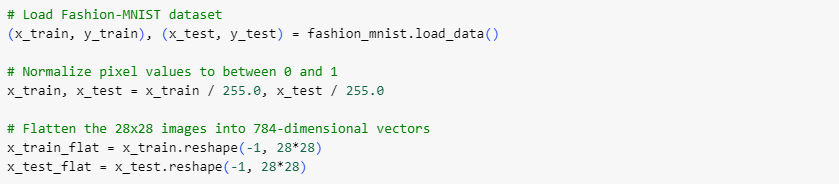 # Load Fashion-MNIST dataset
(x_train, y_train), (x_test, y_test) = fashion_mnist.load_data()
# Normalize pixel values to between 0 and 1
x_train, x_test = x_train / 255.0, x_test / 255.0
# Flatten the 28x28 images into 784-dimensional vectors
x_train_flat = x_train.reshape(-1, 28*28)
x_test_flat = x_test.reshape(-1, 28*28)